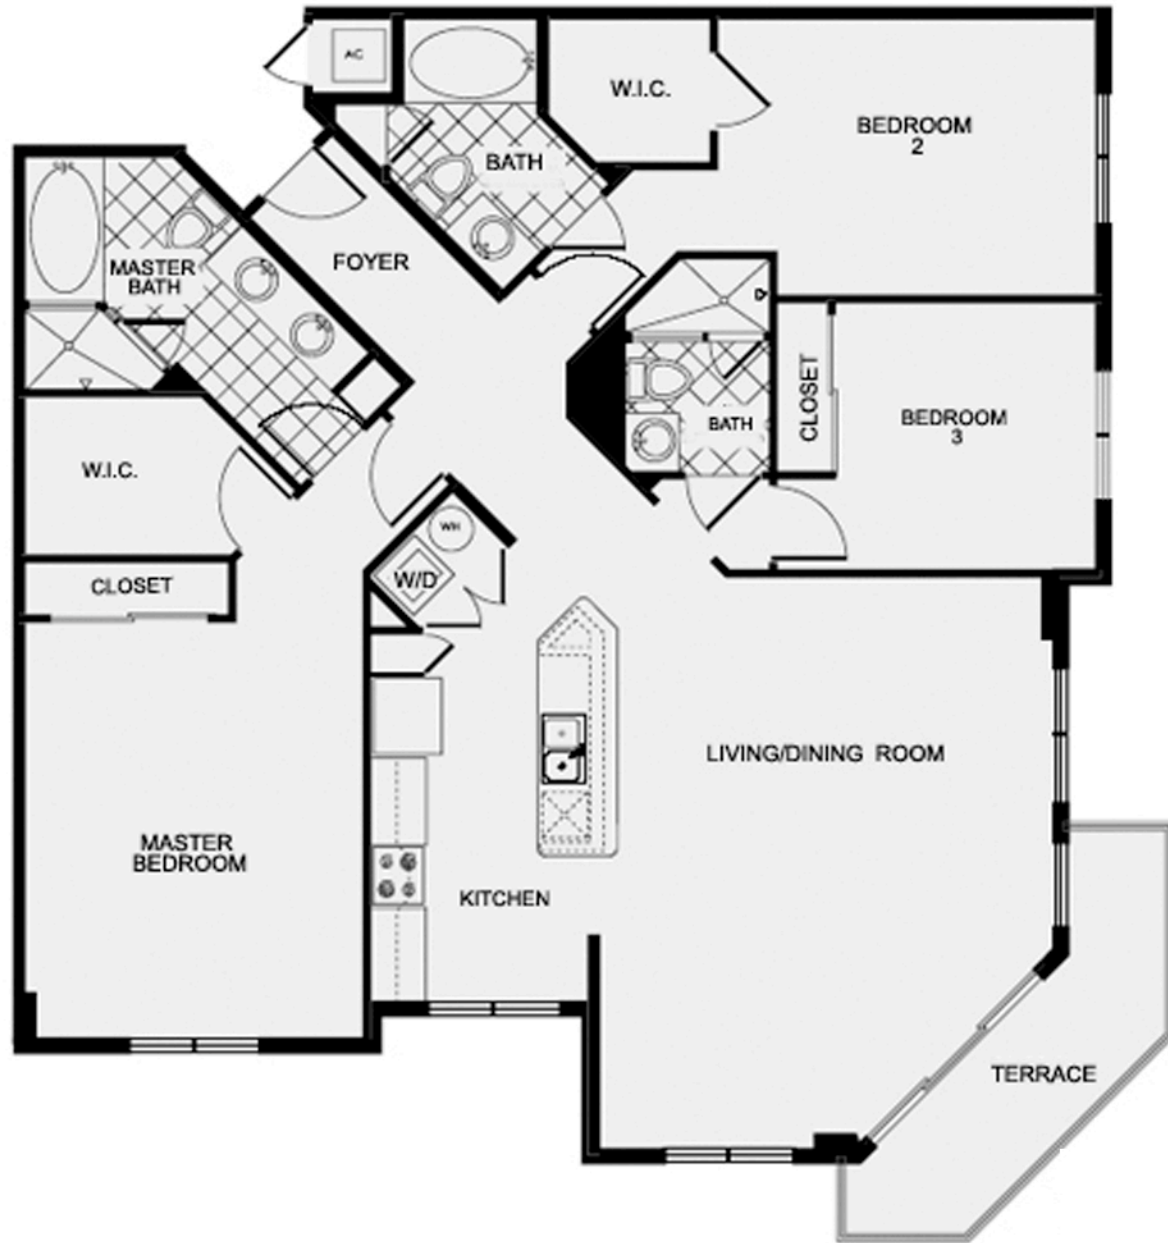 AC
W.I.C.
BEDROOM
2
BATH
FOYER
MASTER
BATH
CLOSET
BEDROOM
3
BATH
W.I.C.
WH
W/D
CLOSET
LIVING/DINING ROOM
MASTER
BEDROOM
KITCHEN
TERRACE